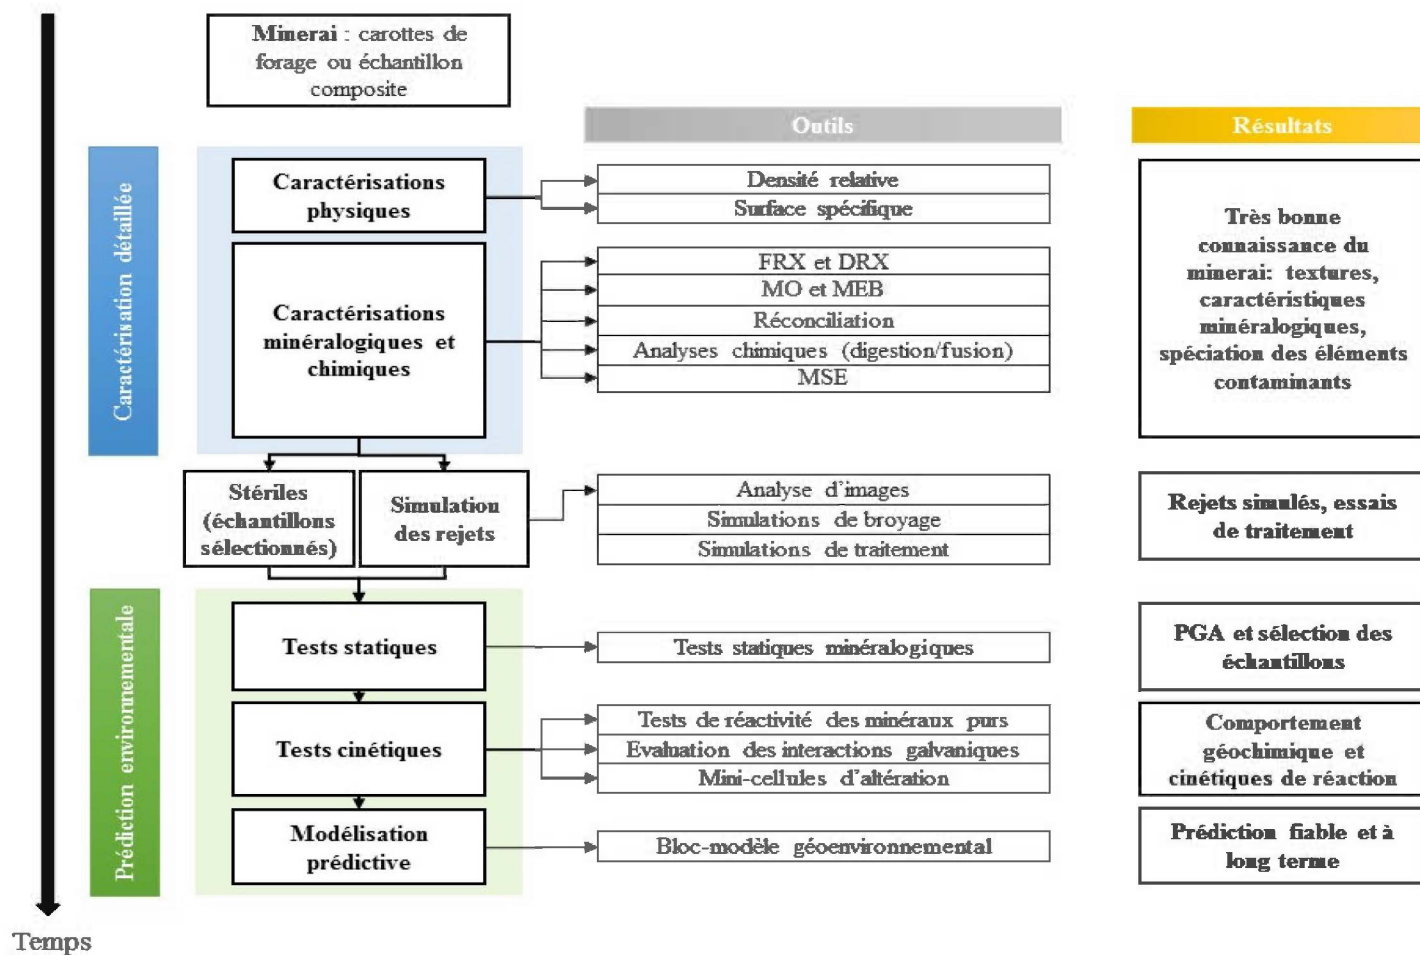 Minerai : carottes de
forage ou échantillon
composite
Outils
Résultats
Caractérisation détaillée
Caractérisations
physiques
Densité relative
Surface spécifique
Caractérisations
minéralogiques et
chimiques
FRX et DRX
MO et MEB
Réconciliation
Analyses chimiques (digestion/fusion)
MSE
Très bonne
connaissance du
minerai: textures,
caractéristiques
minéralogiques,
spéciation des éléments
contaminants
Stériles
(échantillons
sélectionnés)
Simulation
des rejets
Analyse d'images
Simulations de broyage
Simulations de traitement
Rejets simulés, essais
de traitement
Prédiction environnementale
Tests statiques
Tests statiques minéralogiques
PGA et sélection des
échantillons
Tests cinétiques
Tests de réactivité des minéraux purs
Evaluation des interactions galvaniques
Mini-cellules d'altération
Comportement
géochimique et
cinétiques de réaction
Modélisation
prédictive
Bloc-modèle géoenvironnemental
Prédiction fiable et à
long terme
Temps